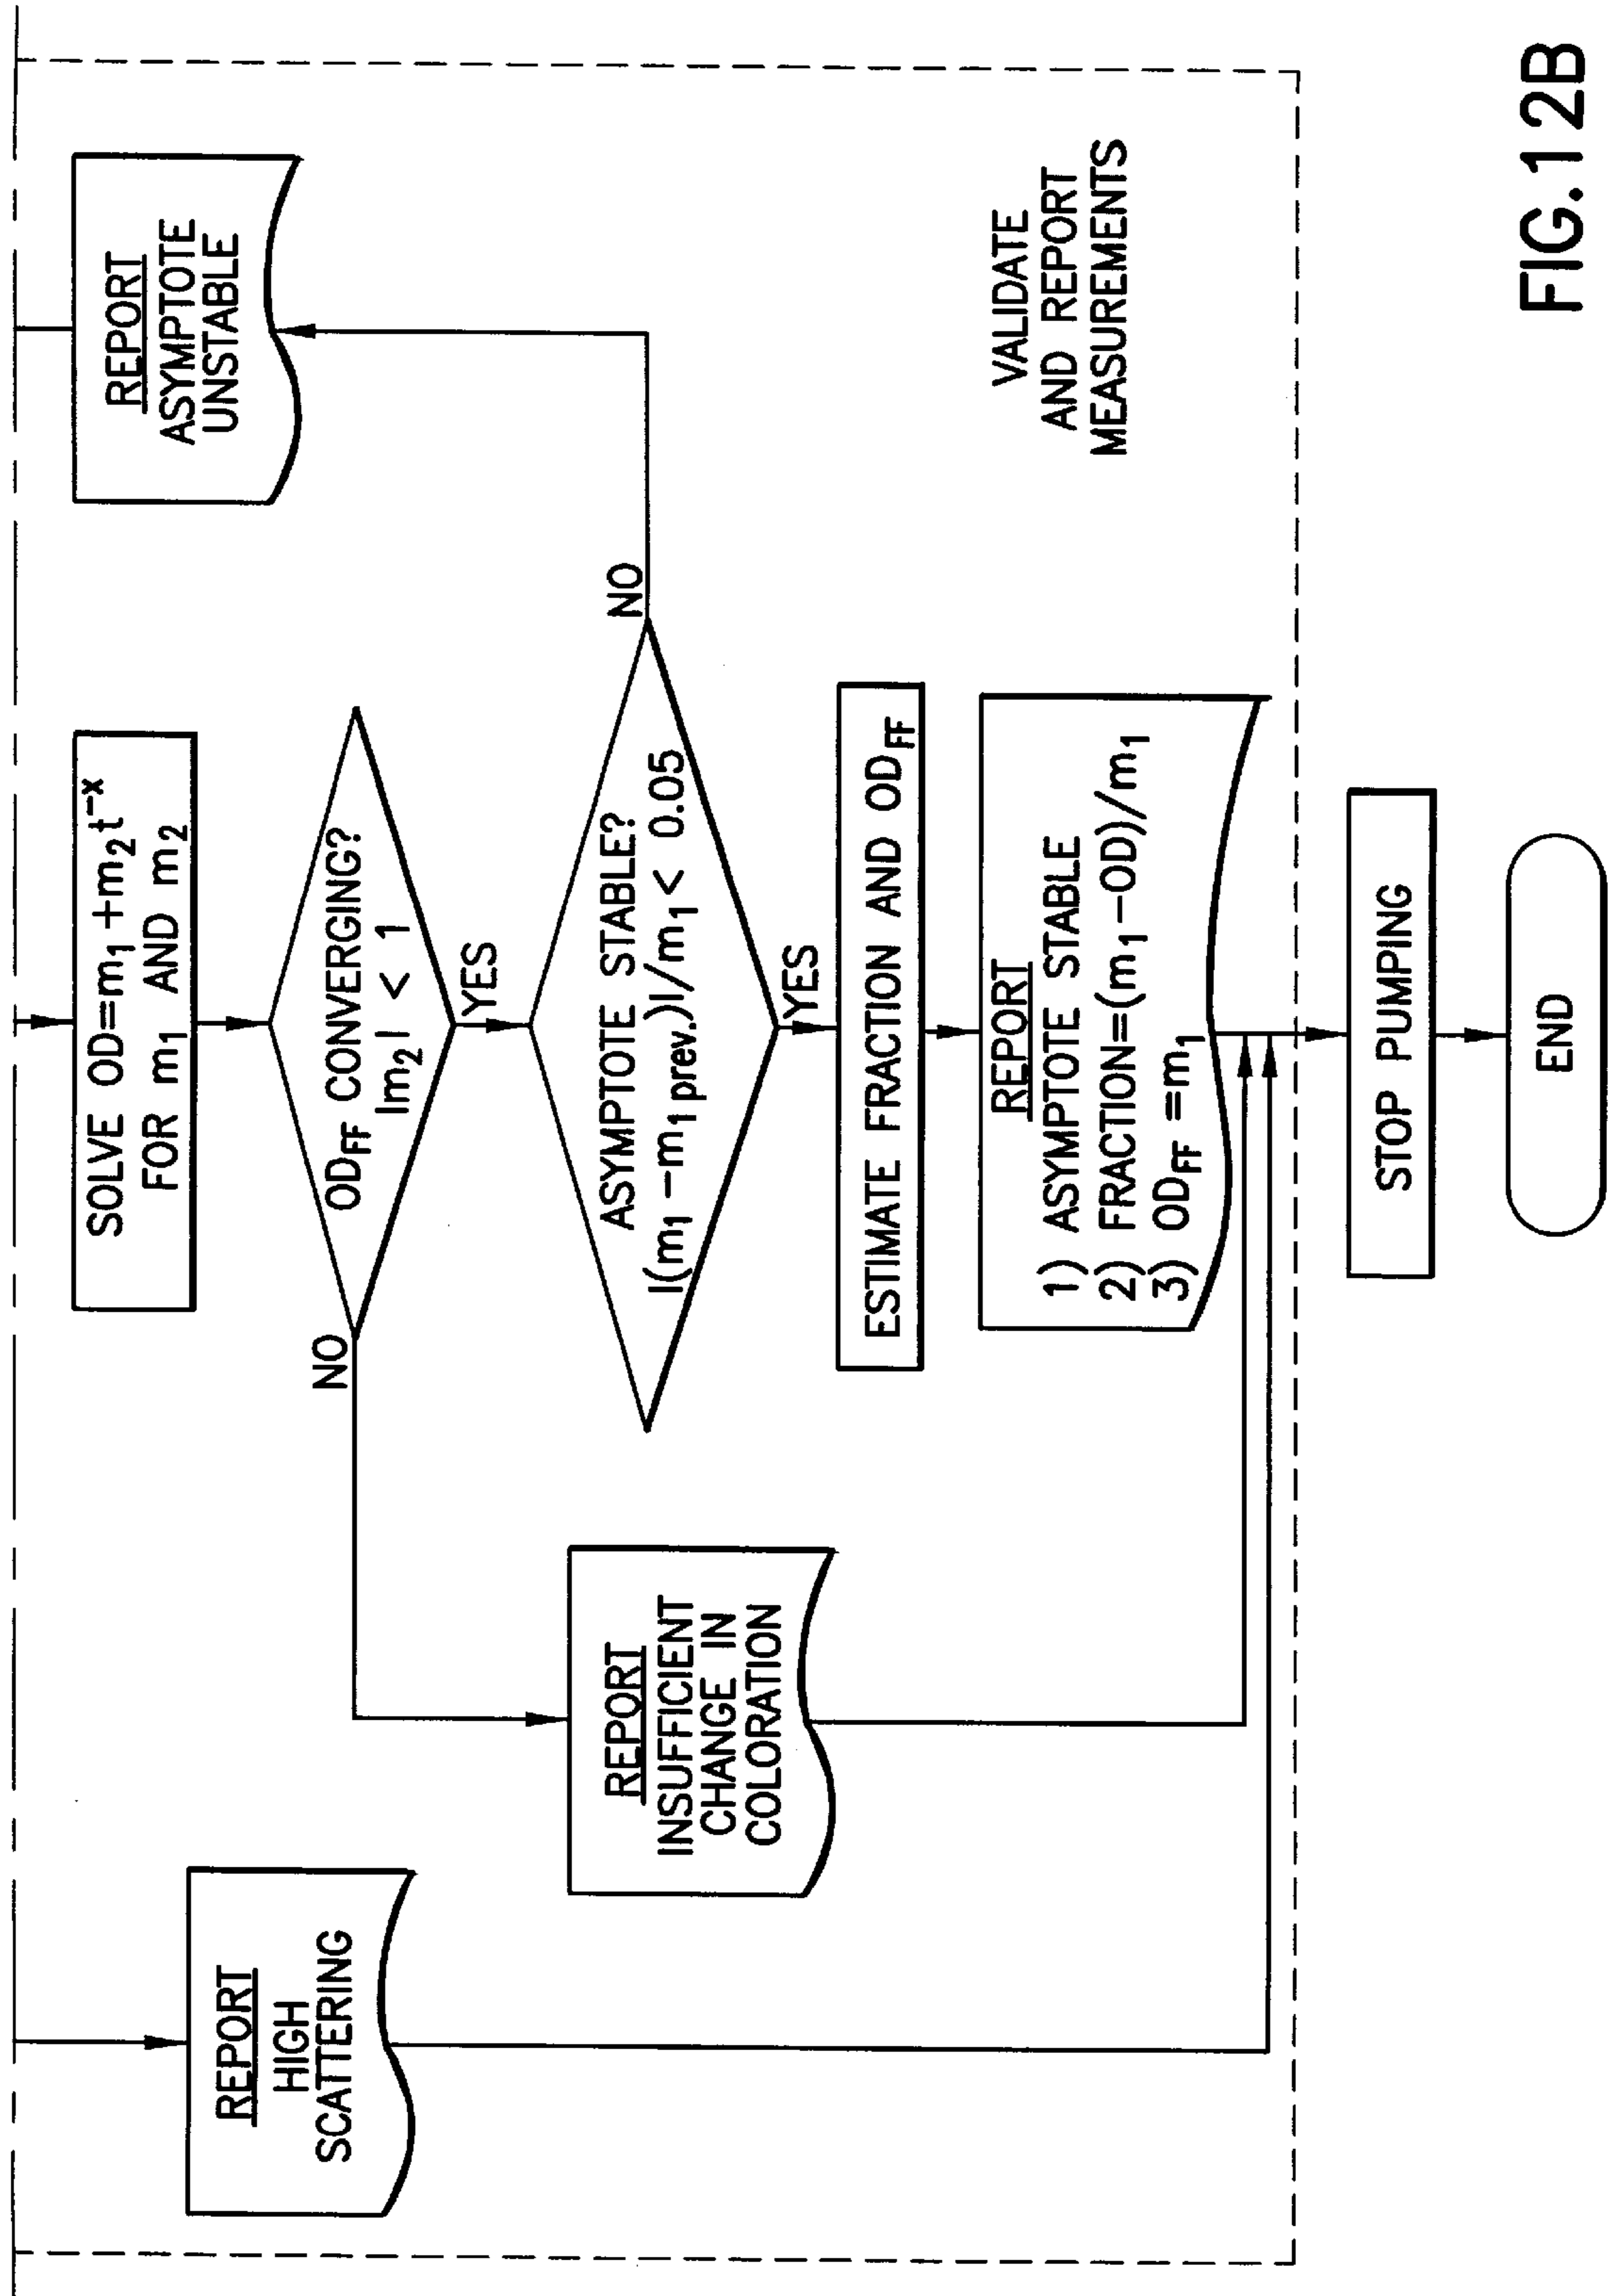 REPORT
HIGH
SCATTERING
SOLVE OD=m₁+m₂t⁻ˣ
FOR m₁ AND m₂
REPORT
ASYMPTOTE
UNSTABLE
OD_FF CONVERGING?
|m₂| < 1
NO
YES
REPORT
INSUFFICIENT
CHANGE IN
COLORATION
ASYMPTOTE STABLE?
|(m₁ −m₁ prev.)|/m₁ < 0.05
NO
YES
ESTIMATE FRACTION AND OD_FF
REPORT
1) ASYMPTOTE STABLE
2) FRACTION=(m₁−OD)/m₁
3) OD_FF =m₁
VALIDATE
AND REPORT
MEASUREMENTS
STOP PUMPING
END
FIG.12B